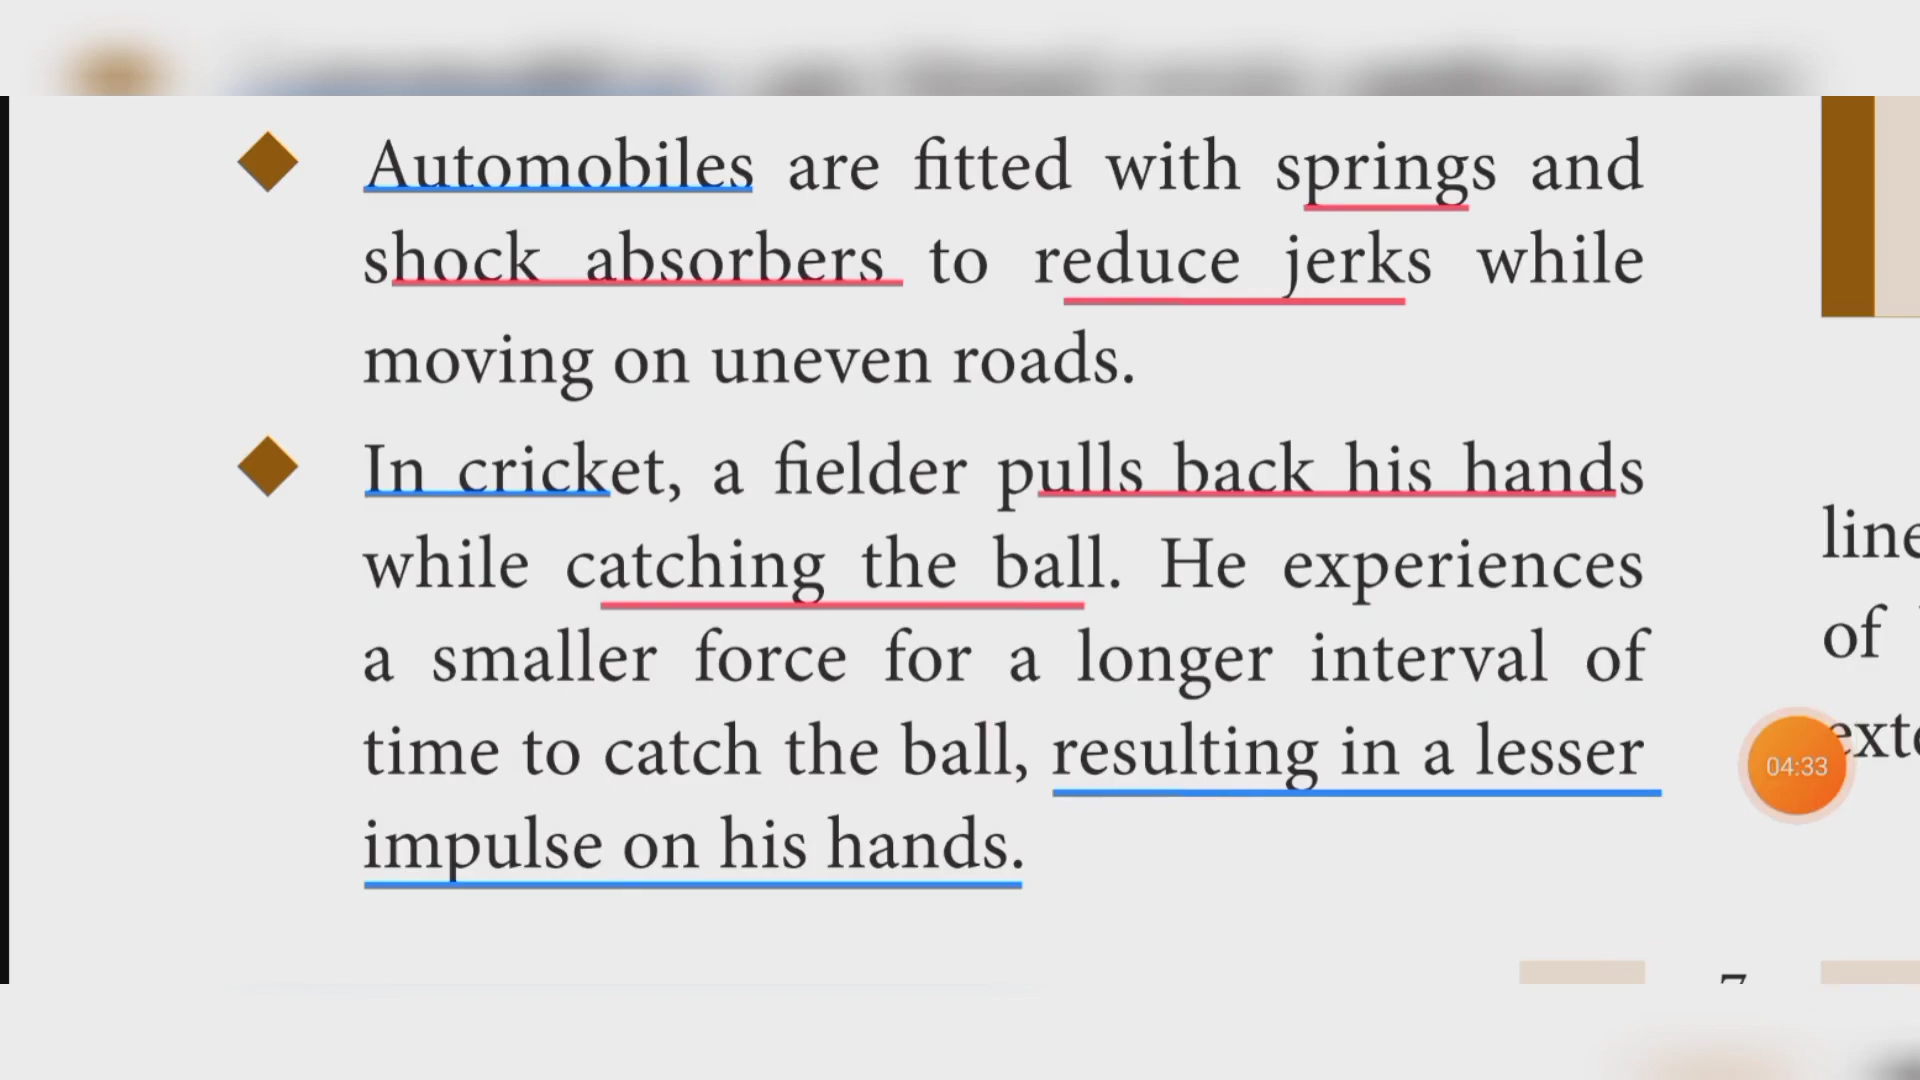 Automobiles are fitted with springs and
shock absorbers to reduce jerks while
moving on uneven roads.
In cricket, a fielder pulls back his hands
while catching the ball. He experiences
a smaller force for a longer interval of
time to catch the ball, resulting in a lesser
impulse on his hands.
line
of
exte
04:33
7